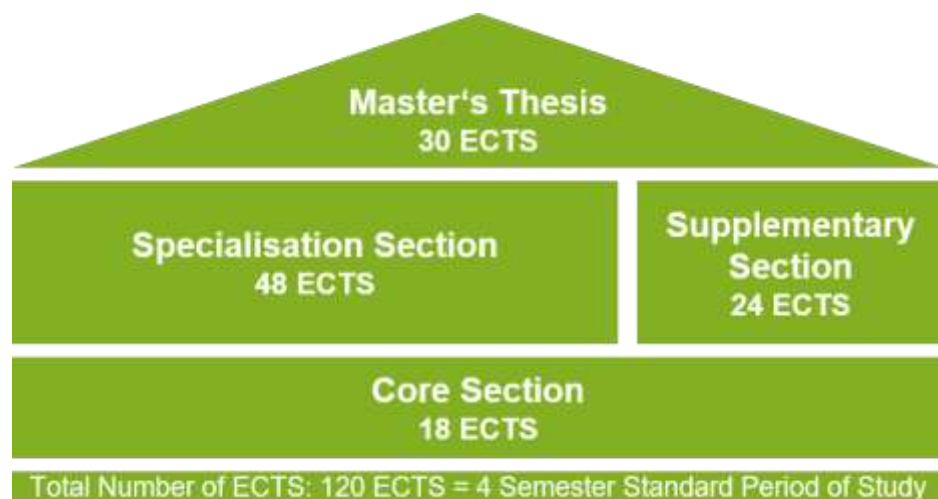 Master‘s Thesis
30 ECTS
Specialisation Section
48 ECTS
Supplementary
Section
24 ECTS
Core Section
18 ECTS
Total Number of ECTS: 120 ECTS = 4 Semester Standard Period of Study